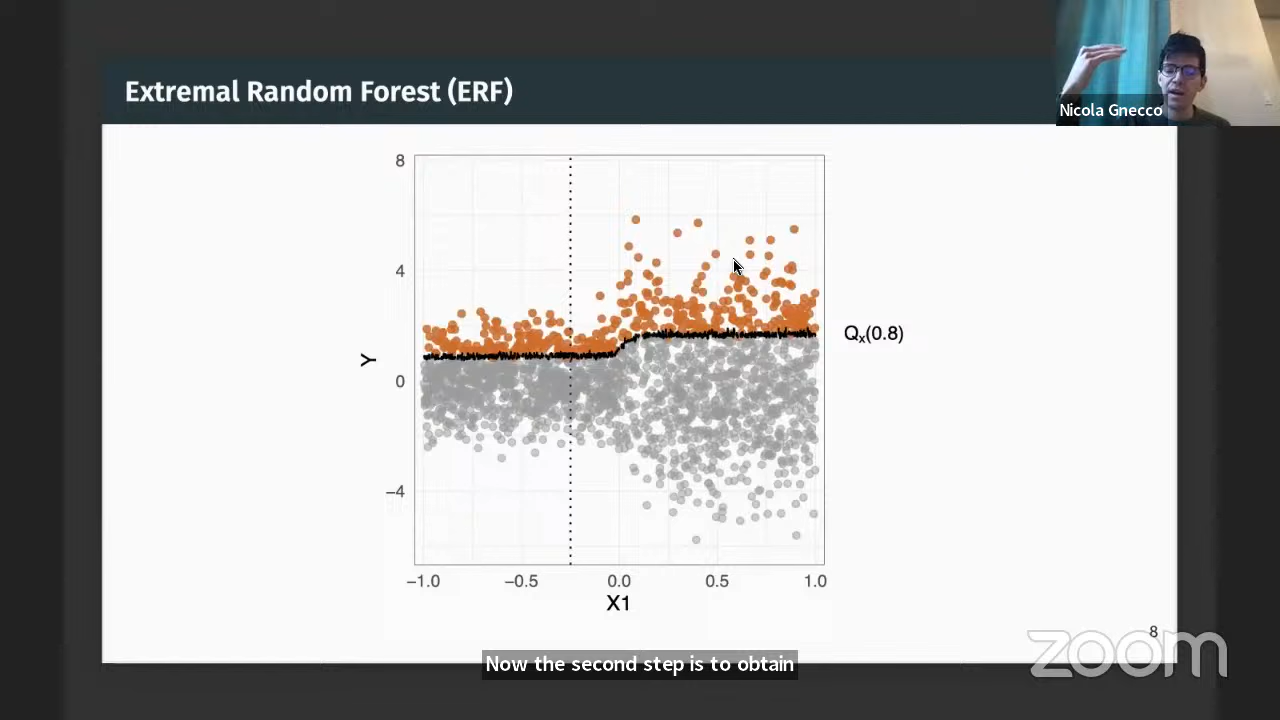 Extremal Random Forest (ERF)
Nicola Gnecco
8
4
0
−4
Y
Qx(0.8)
−1.0 −0.5 0.0 0.5 1.0
X1
8
zoom
Now the second step is to obtain